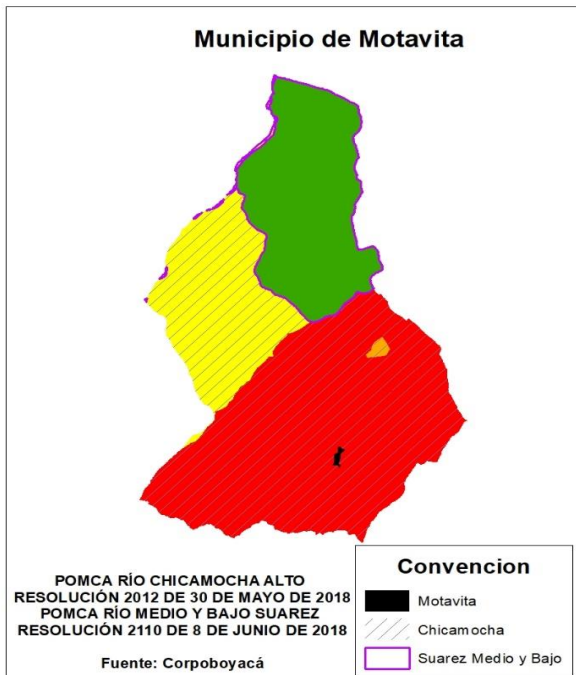 Municipio de Motavita
POMCA RÍO CHICAMOCHA ALTO
RESOLUCIÓN 2012 DE 30 DE MAYO DE 2018
POMCA RÍO MEDIO Y BAJO SUAREZ
RESOLUCIÓN 2110 DE 8 DE JUNIO DE 2018
Fuente: Corpoboyacá
Convencion
Motavita
Chicamocha
Suarez Medio y Bajo